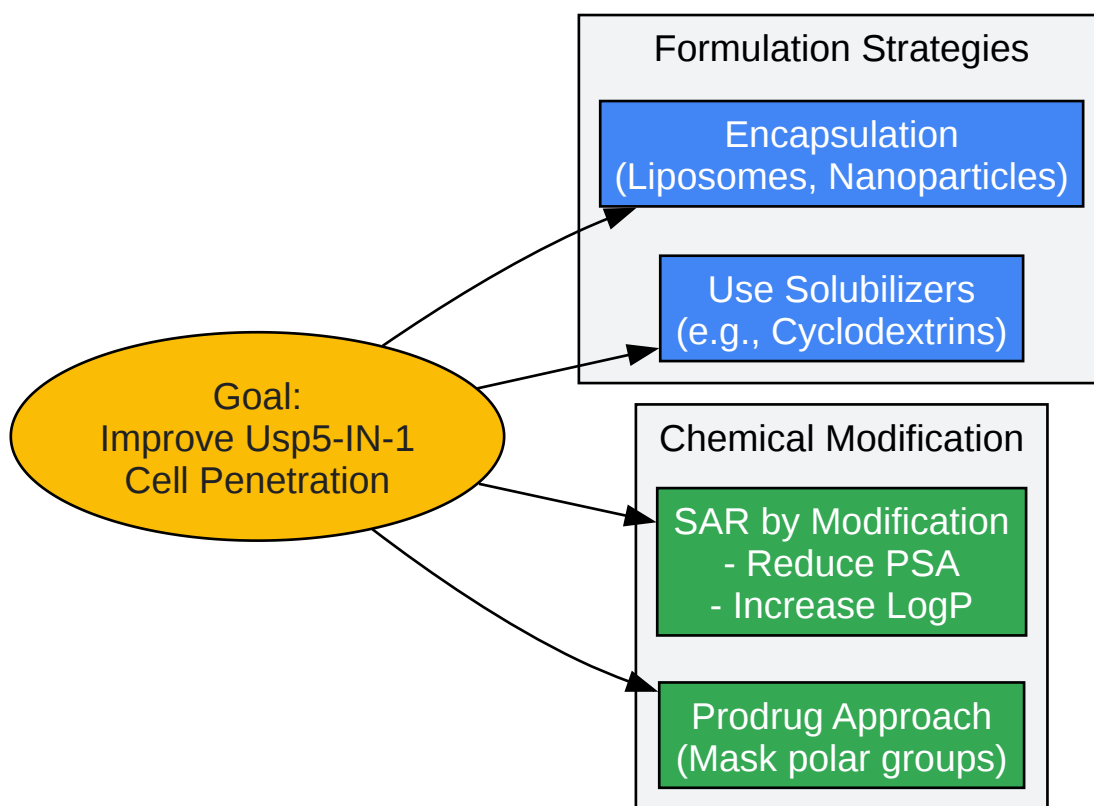 Formulation Strategies
Encapsulation
(Liposomes, Nanoparticles)
Use Solubilizers
(e.g., Cyclodextrins)
Goal:
Improve Usp5-IN-1
Cell Penetration
Chemical Modification
SAR by Modification
- Reduce PSA
- Increase LogP
Prodrug Approach
(Mask polar groups)